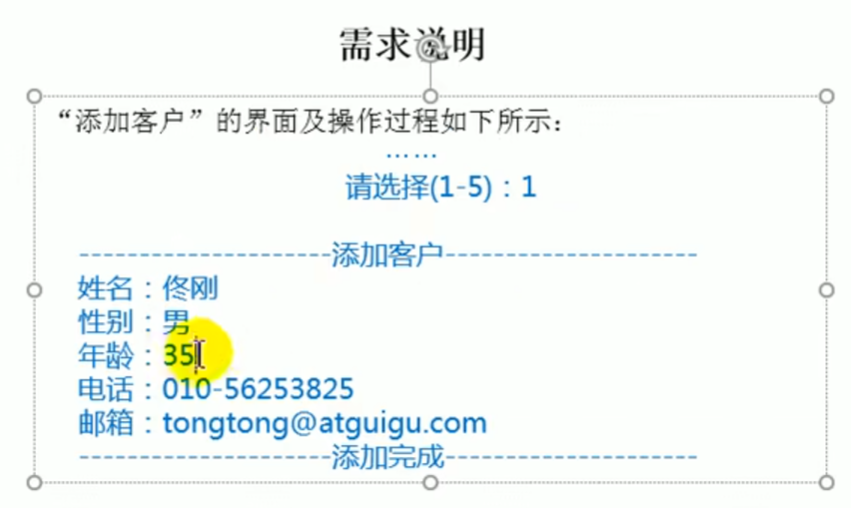 需求说明
“添加客户”的界面及操作过程如下所示：
……
请选择(1-5)：1
---------------------添加客户---------------------
姓名：佟刚
性别：男
年龄：35
电话：010-56253825
邮箱：tongtong@atguigu.com
---------------------添加完成---------------------